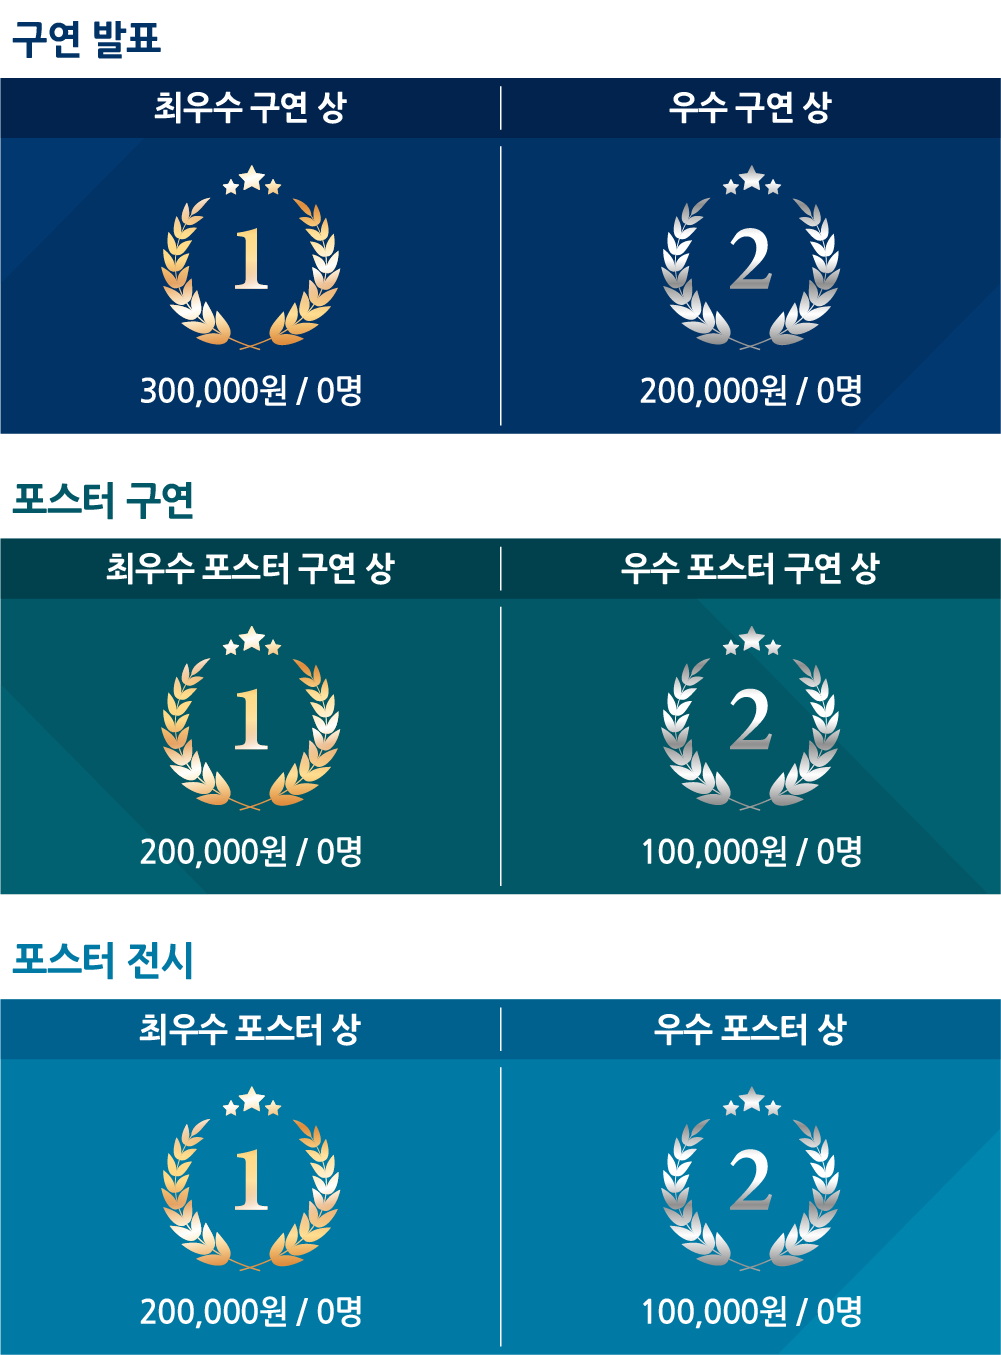 구연 발표
최우수 구연 상
우수 구연 상
1
2
300,000원 / 0명
200,000원 / 0명
포스터 구연
최우수 포스터 구연 상
우수 포스터 구연 상
1
2
200,000원 / 0명
100,000원 / 0명
포스터 전시
최우수 포스터 상
우수 포스터 상
1
2
200,000원 / 0명
100,000원 / 0명